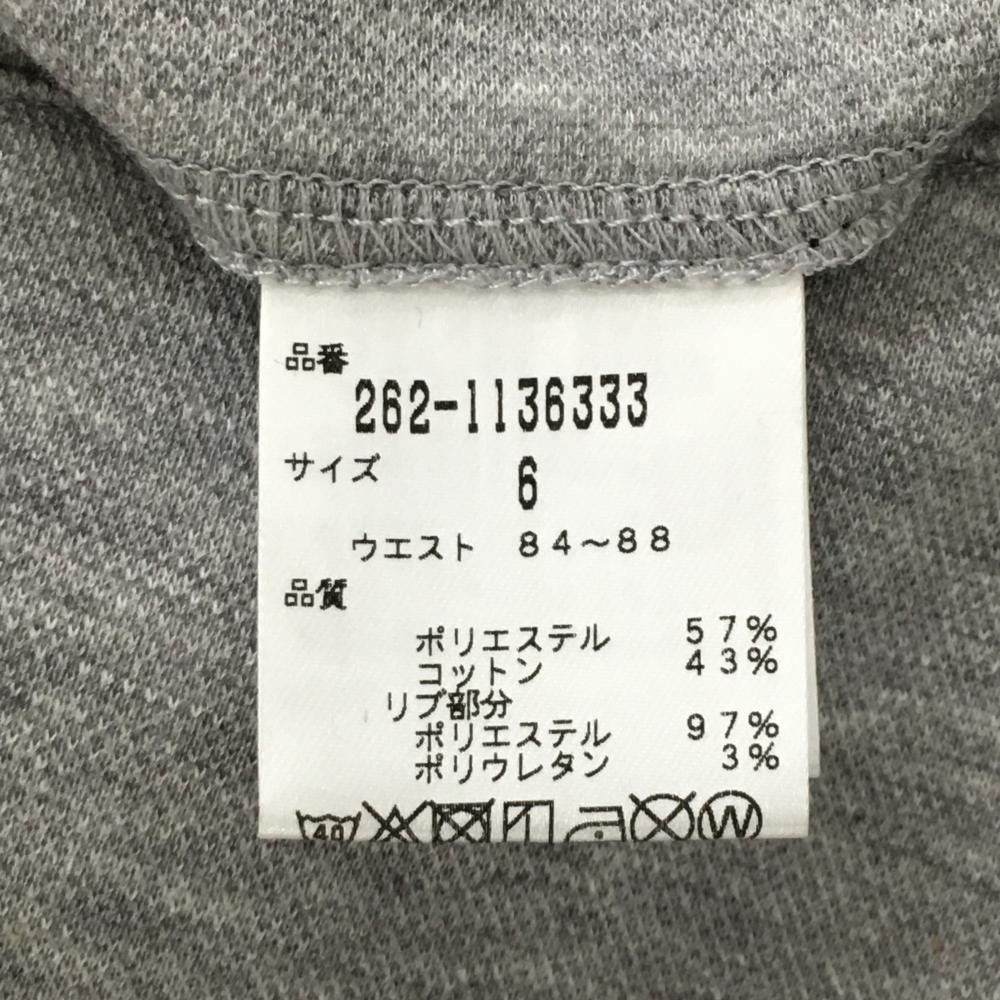 品番
262-1136333
サイズ 6
ウエスト 84~88
品質
ポリエステル 57%
コットン 43%
リブ部分
ポリエステル 97%
ポリウレタン 3%
40 W